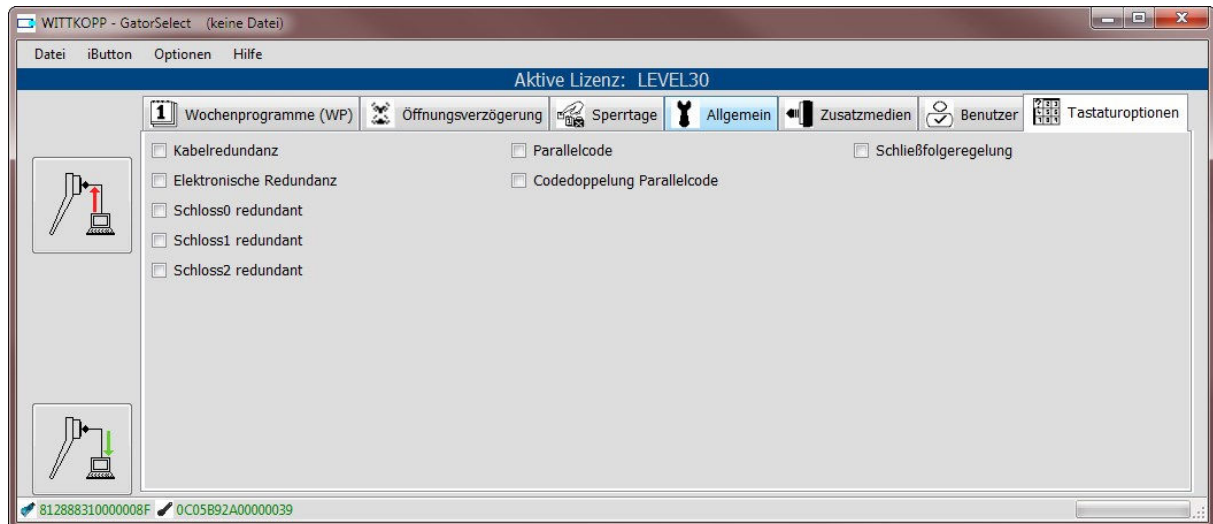 WITTKOPP - GatorSelect (keine Datei)
Datei iButton Optionen Hilfe
Aktive Lizenz: LEVEL30
1 Wochenprogramme (WP) Öffnungsverzögerung Sperrtage Allgemein Zusatzmedien Benutzer Tastaturoptionen
Kabelredundanz Parallelcode Schließfolgeregelung
Elektronische Redundanz Codedoppelung Parallelcode
Schloss0 redundant
Schloss1 redundant
Schloss2 redundant
812888310000008F 0C05B92A00000039